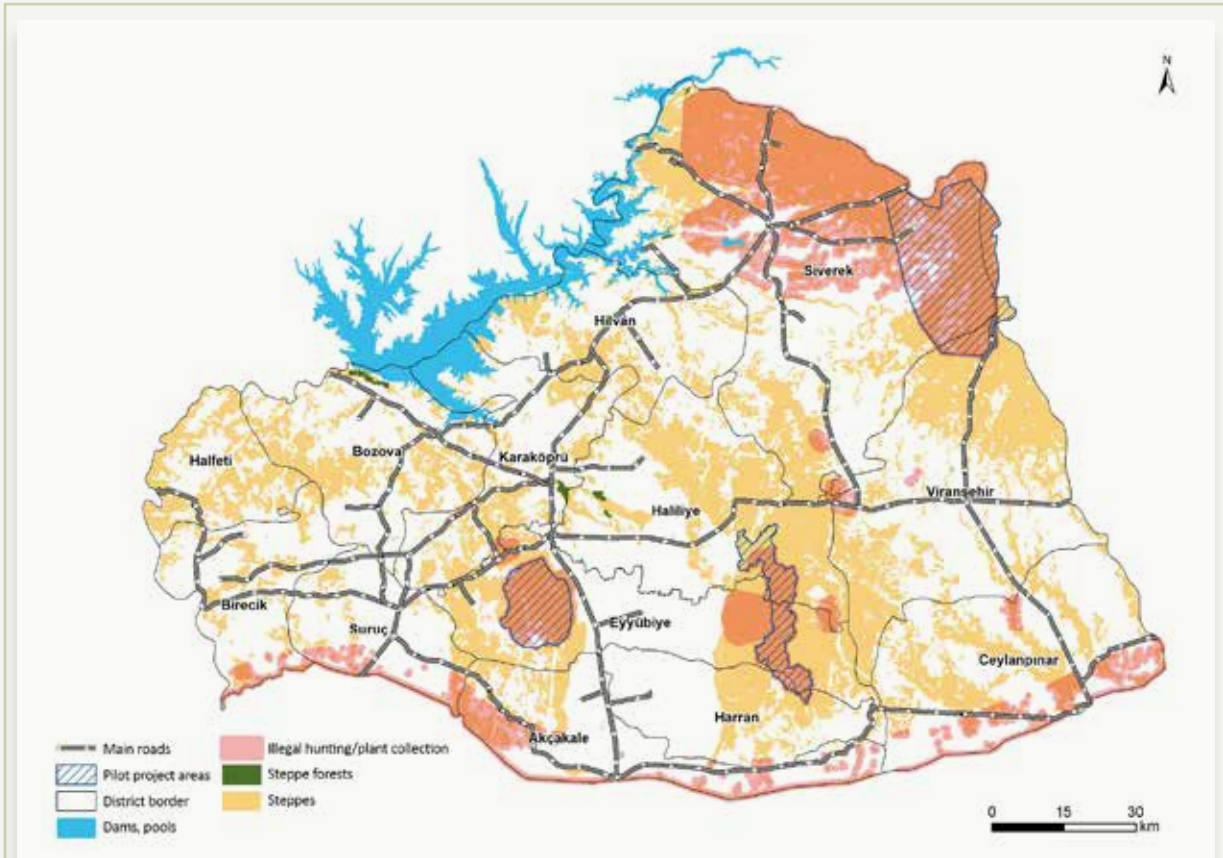 N
Siverek
Hilvan
Halfeti
Bozova
Karaköprü
Haliliye
Viranşehir
Birecik
Suruç
Eyyübiye
Ceylanpınar
Harran
Akçakale
Main roads
Pilot project areas
District border
Dams, pools
Illegal hunting/plant collection
Steppe forests
Steppes
0 15 30
km